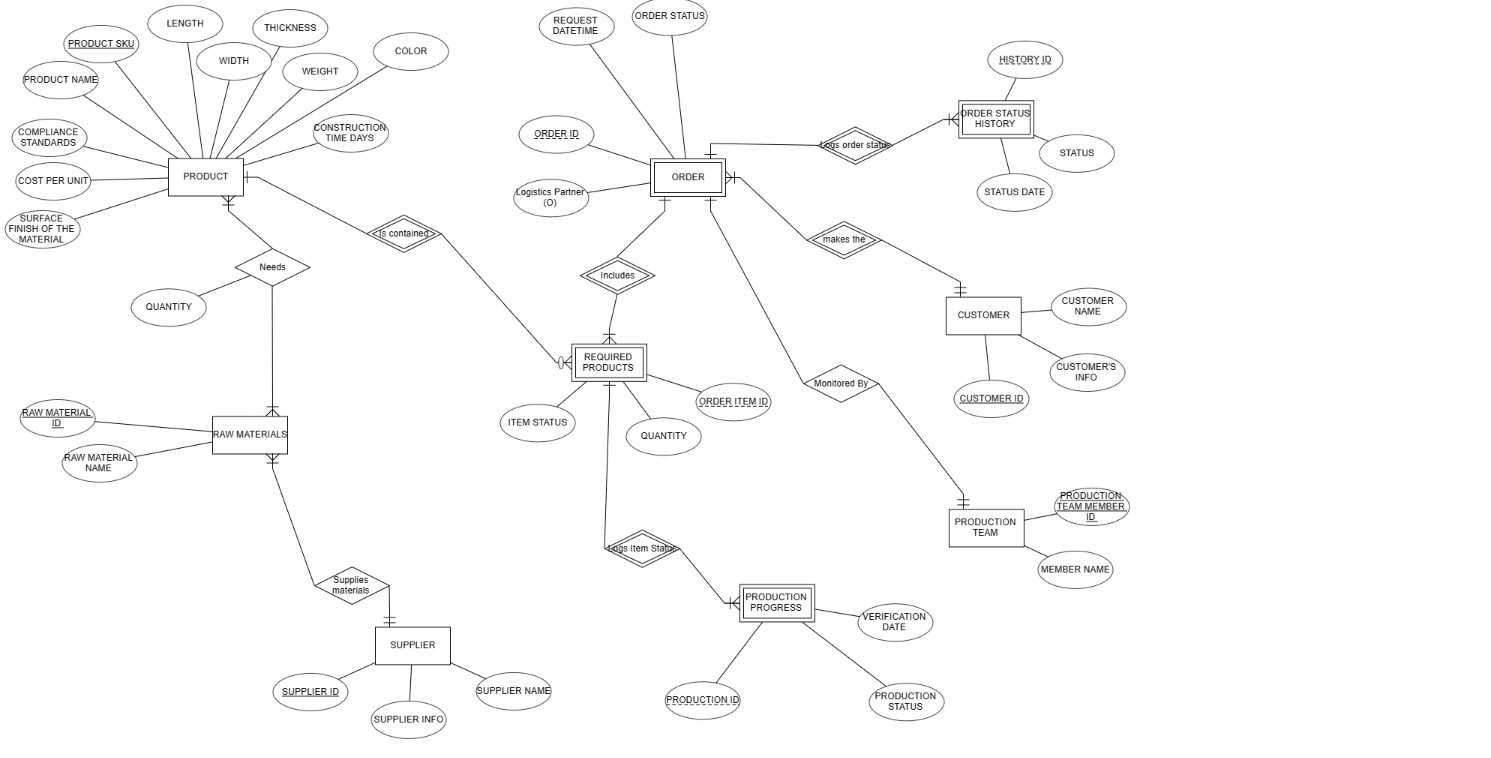 LENGTH
THICKNESS
PRODUCT SKU
WIDTH
COLOR
WEIGHT
PRODUCT NAME
COMPLIANCE
STANDARDS
CONSTRUCTION
TIME DAYS
COST PER UNIT
PRODUCT
SURFACE
FINISH OF THE
MATERIAL
Is contained
Needs
QUANTITY
RAW MATERIAL
ID
RAW MATERIALS
RAW MATERIAL
NAME
Supplies
materials
SUPPLIER
SUPPLIER ID
SUPPLIER NAME
SUPPLIER INFO
REQUEST
DATETIME
ORDER STATUS
ORDER ID
ORDER
Logistics Partner
(O)
Logs order status
HISTORY ID
ORDER STATUS
HISTORY
STATUS
STATUS DATE
makes the
Includes
CUSTOMER
CUSTOMER
NAME
CUSTOMER'S
INFO
CUSTOMER ID
REQUIRED
PRODUCTS
Monitored By
ORDER ITEM ID
ITEM STATUS
QUANTITY
PRODUCTION
TEAM
PRODUCTION
TEAM MEMBER
ID
MEMBER NAME
Logs Item Status
PRODUCTION
PROGRESS
VERIFICATION
DATE
PRODUCTION ID
PRODUCTION
STATUS